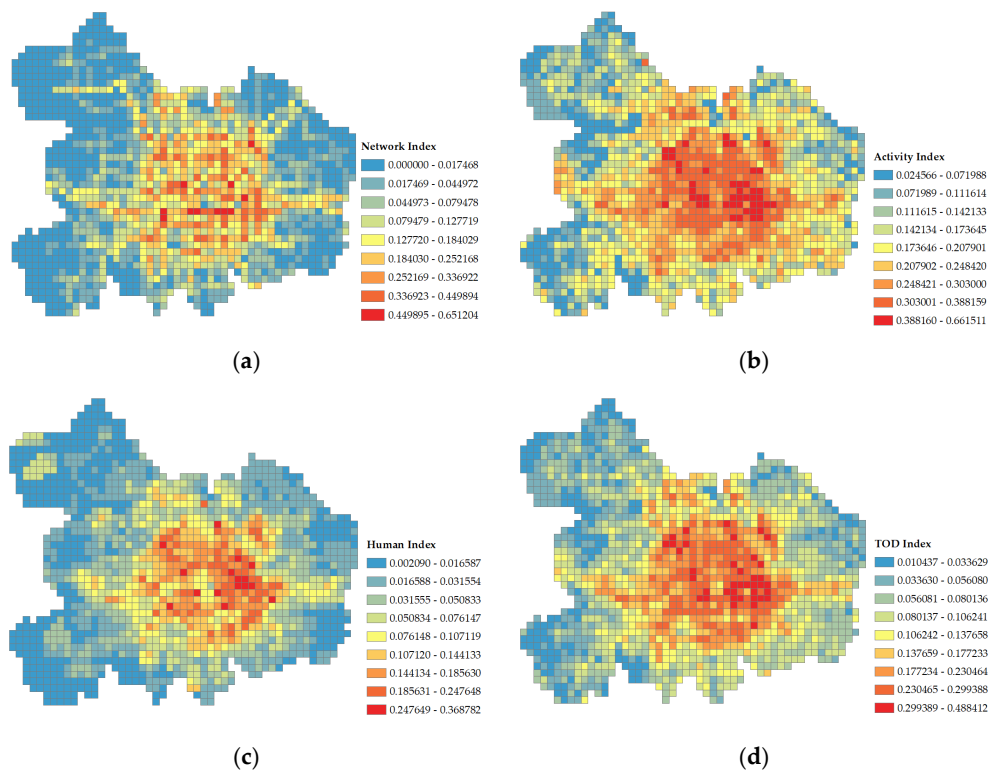 Network Index
0.000000 - 0.017468
0.017469 - 0.044972
0.044973 - 0.079478
0.079479 - 0.127719
0.127720 - 0.184029
0.184030 - 0.252168
0.252169 - 0.336922
0.336923 - 0.449894
0.449895 - 0.651204
(a)
Activity Index
0.024566 - 0.071988
0.071989 - 0.111614
0.111615 - 0.142133
0.142134 - 0.173645
0.173646 - 0.207901
0.207902 - 0.248420
0.248421 - 0.303000
0.303001 - 0.388159
0.388160 - 0.661511
(b)
Human Index
0.002090 - 0.016587
0.016588 - 0.031554
0.031555 - 0.050833
0.050834 - 0.076147
0.076148 - 0.107119
0.107120 - 0.144133
0.144134 - 0.185630
0.185631 - 0.247648
0.247649 - 0.368782
(c)
TOD Index
0.010437 - 0.033629
0.033630 - 0.056080
0.056081 - 0.080136
0.080137 - 0.106241
0.106242 - 0.137658
0.137659 - 0.177233
0.177234 - 0.230464
0.230465 - 0.299388
0.299389 - 0.488412
(d)